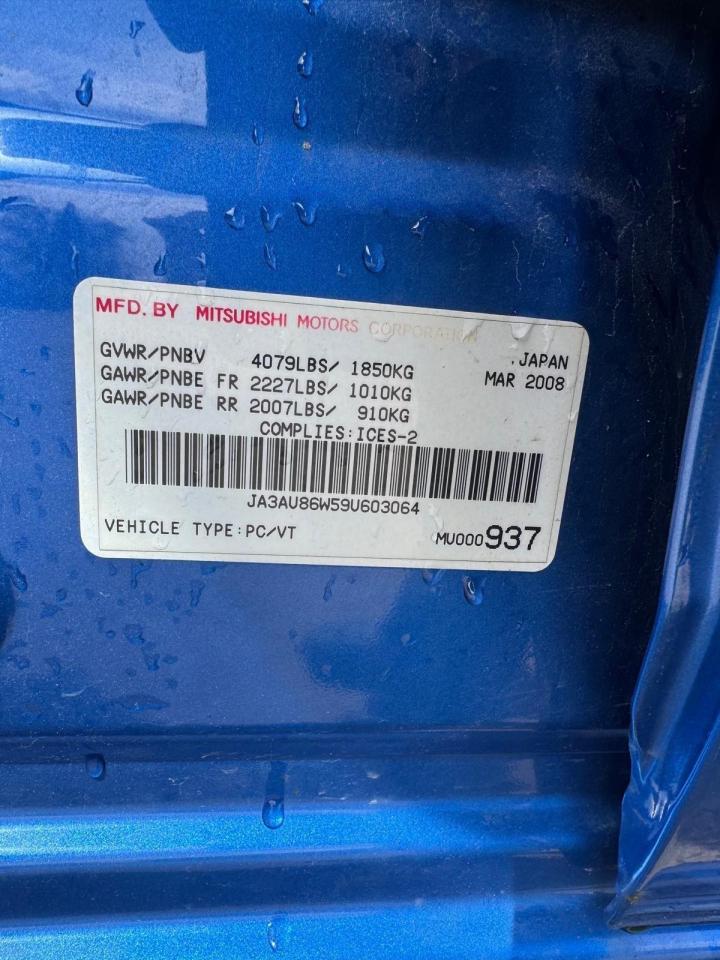 MFD. BY MITSUBISHI MOTORS CORPORATION
GVWR/PNBV 4079LBS/ 1850KG .JAPAN
GAWR/PNBE FR 2227LBS/ 1010KG MAR 2008
GAWR/PNBE RR 2007LBS/ 910KG
COMPLIES:ICES-2
JA3AU86W59U603064
VEHICLE TYPE:PC/VT MU000937